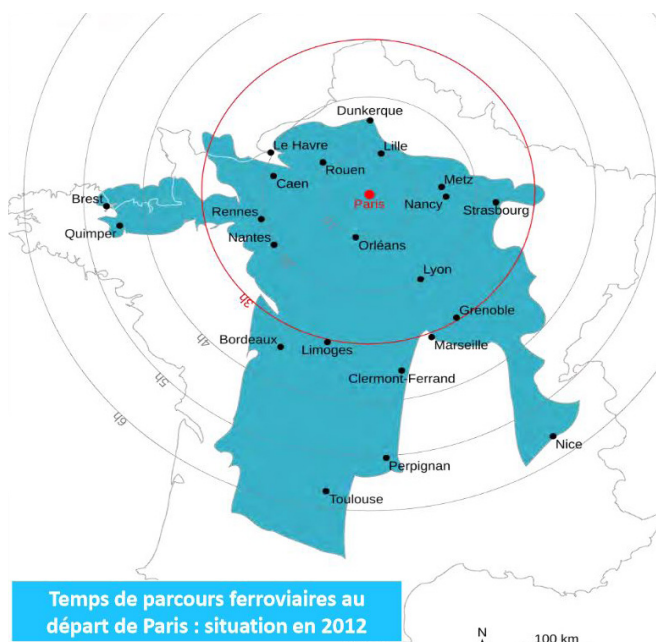 Dunkerque
Le Havre
Lille
Rouen
Caen
Metz
Brest
Paris
Nancy
Strasbourg
Rennes
Quimper
Nantes
Orléans
Lyon
3h
Grenoble
4h
Bordeaux
Limoges
Marseille
5h
Clermont-Ferrand
6h
Nice
Perpignan
Toulouse
Temps de parcours ferroviaires au
départ de Paris : situation en 2012
N
100 km